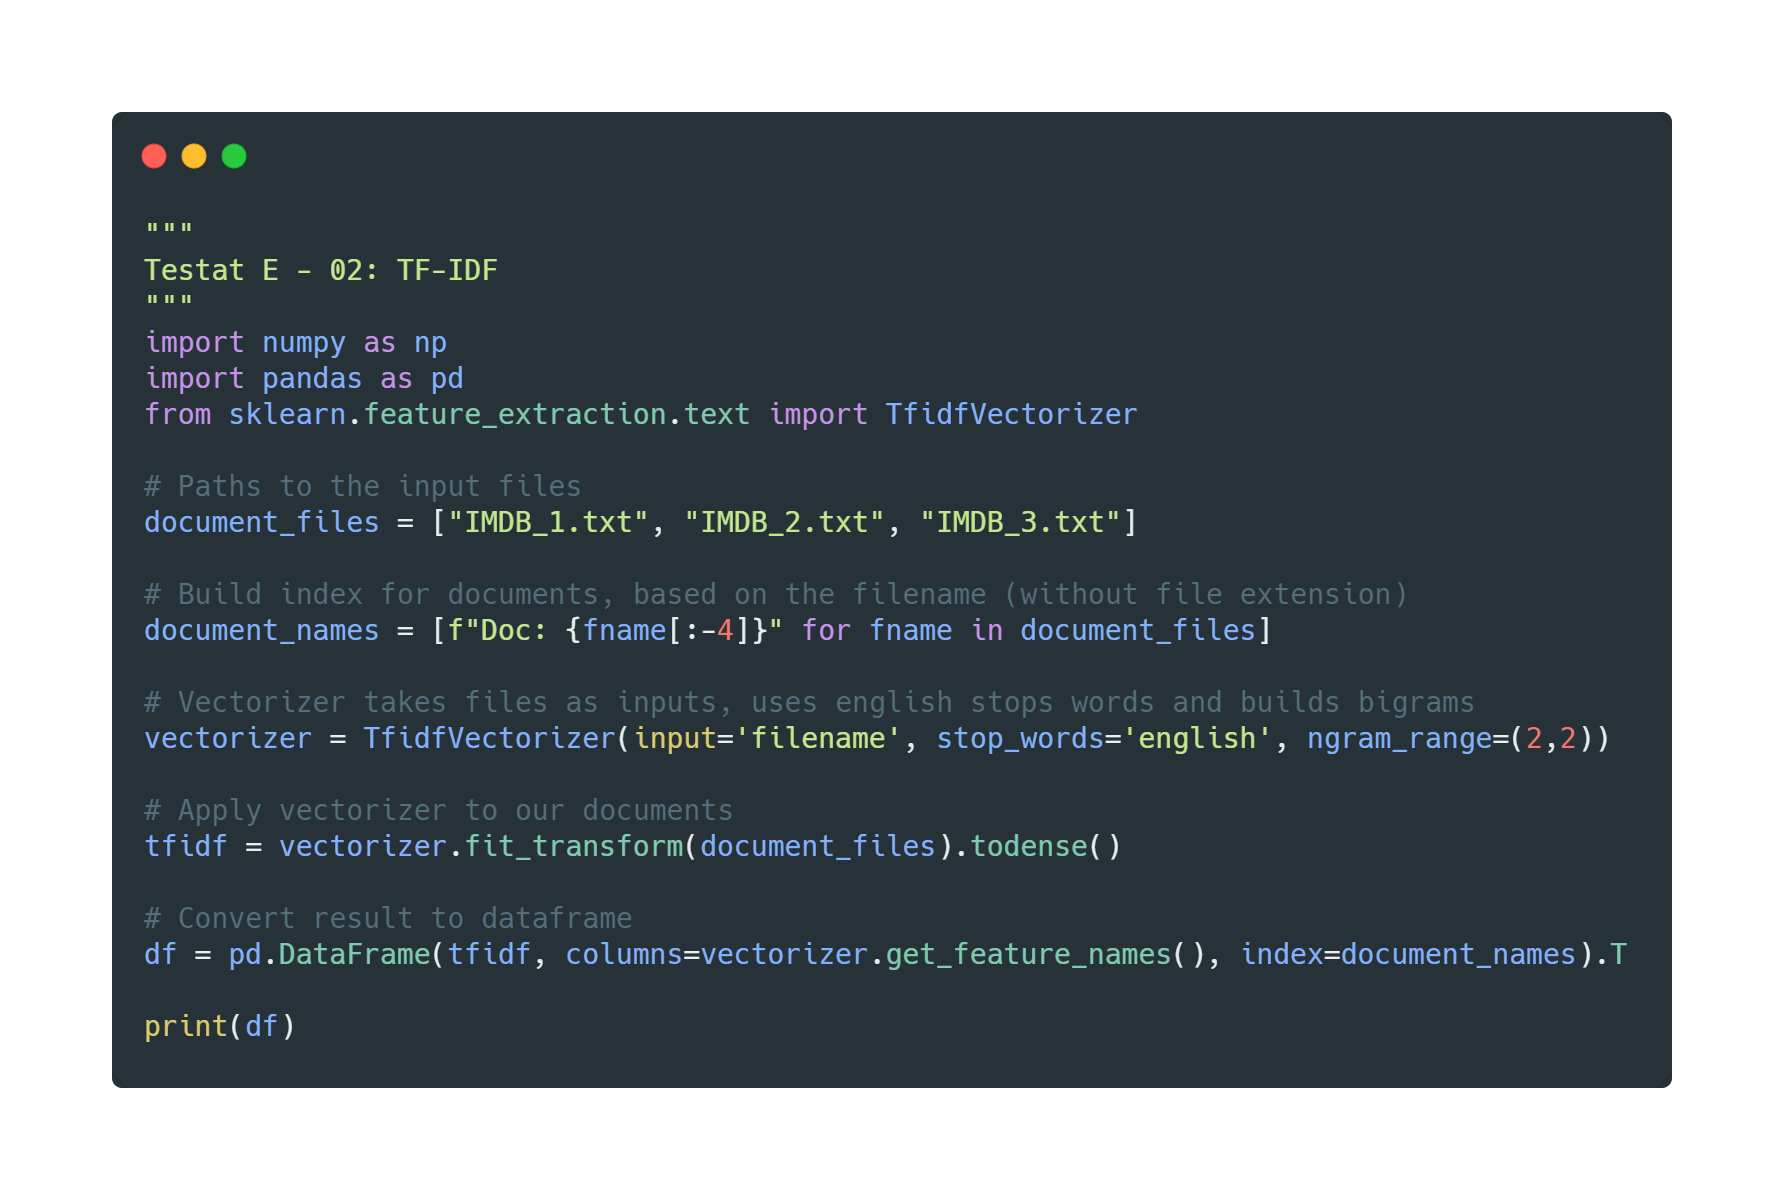 """
Testat E - 02: TF-IDF
"""
import numpy as np
import pandas as pd
from sklearn.feature_extraction.text import TfidfVectorizer

# Paths to the input files
document_files = ["IMDB_1.txt", "IMDB_2.txt", "IMDB_3.txt"]

# Build index for documents, based on the filename (without file extension)
document_names = [f"Doc: {fname[:-4]}" for fname in document_files]

# Vectorizer takes files as inputs, uses english stops words and builds bigrams
vectorizer = TfidfVectorizer(input='filename', stop_words='english', ngram_range=(2,2))

# Apply vectorizer to our documents
tfidf = vectorizer.fit_transform(document_files).todense()

# Convert result to dataframe
df = pd.DataFrame(tfidf, columns=vectorizer.get_feature_names(), index=document_names).T

print(df)